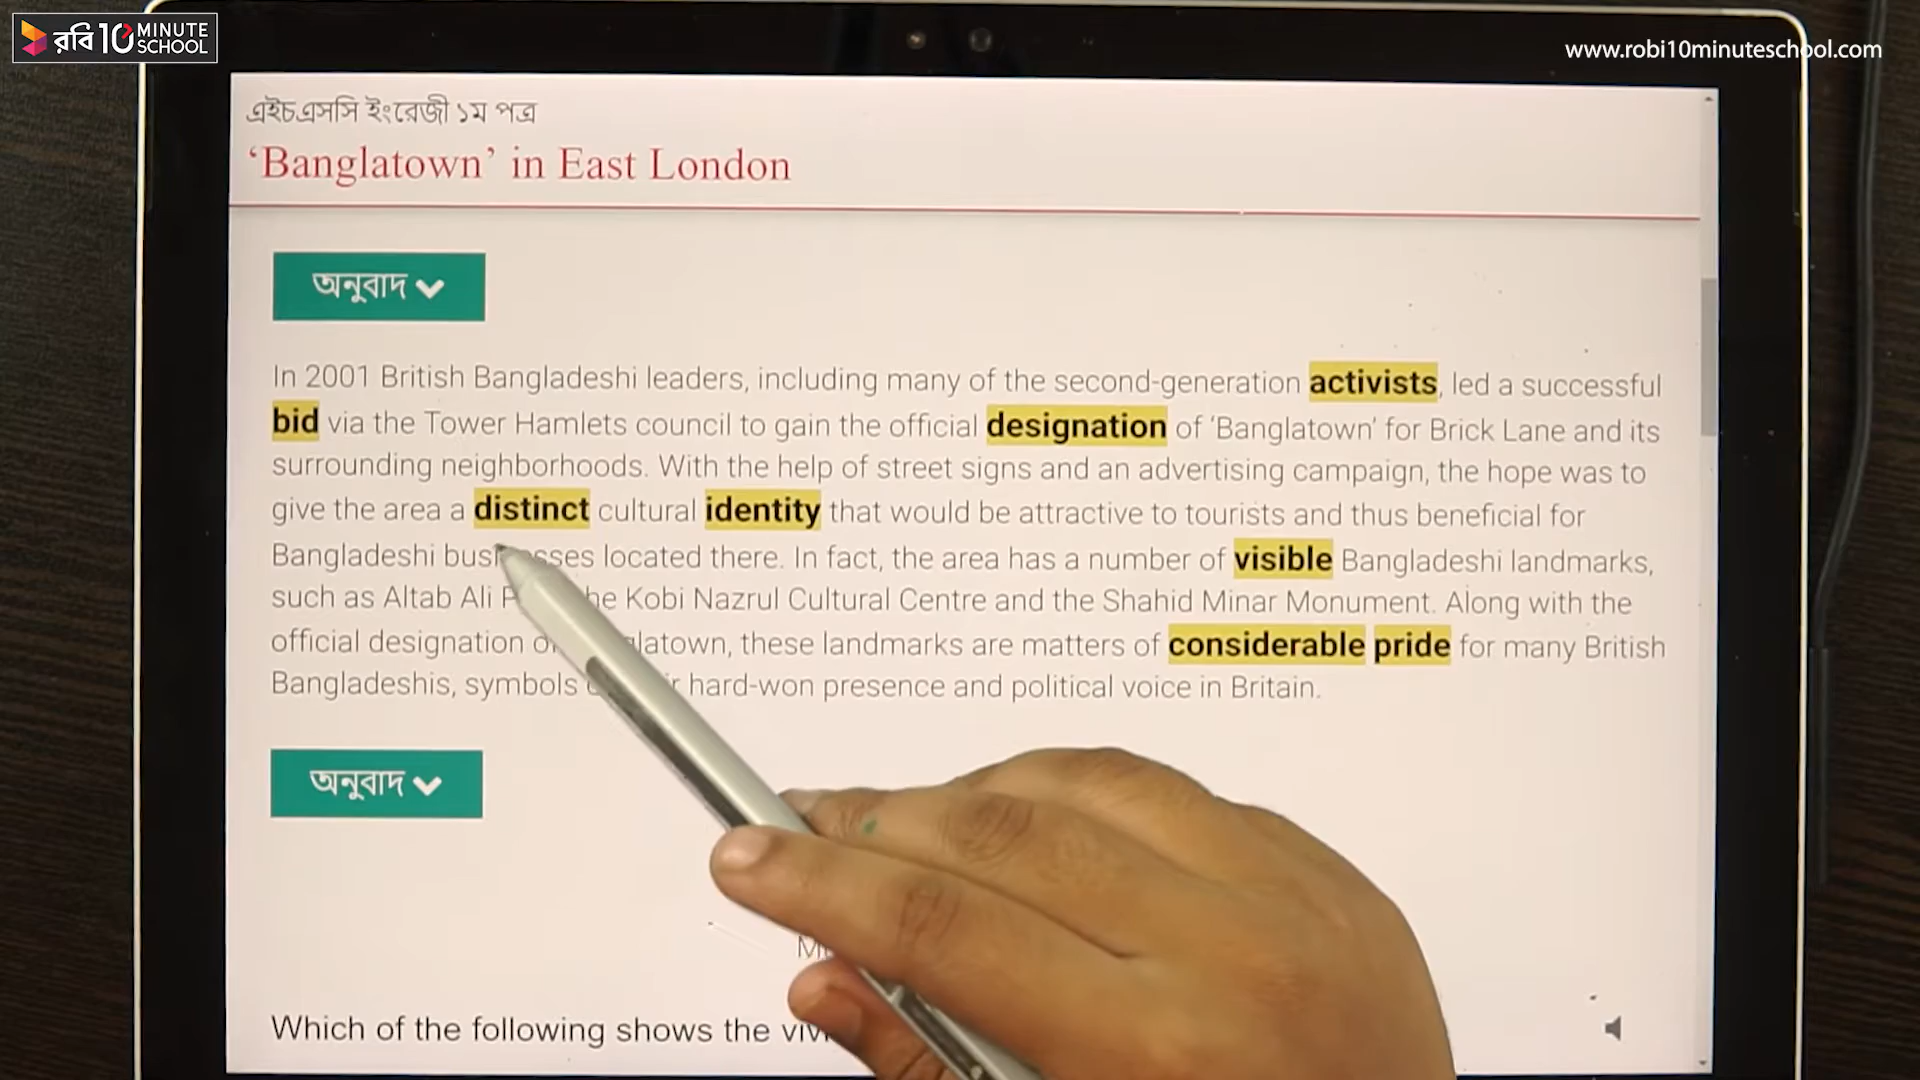 রবি 10 MINUTE SCHOOL
www.robi10minuteschool.com
এইচএসসি ইংরেজী ১ম পত্র
‘Banglatown’ in East London
অনুবাদ
In 2001 British Bangladeshi leaders, including many of the second-generation activists, led a successful
bid via the Tower Hamlets council to gain the official designation of ‘Banglatown’ for Brick Lane and its
surrounding neighborhoods. With the help of street signs and an advertising campaign, the hope was to
give the area a distinct cultural identity that would be attractive to tourists and thus beneficial for
Bangladeshi businesses located there. In fact, the area has a number of visible Bangladeshi landmarks,
such as Altab Ali Kobi Nazrul Cultural Centre and the Shahid Minar Monument. Along with the
official designation these landmarks are matters of considerable pride for many British
Bangladeshis, symbols hard-won presence and political voice in Britain.
অনুবাদ
Which of the following shows the